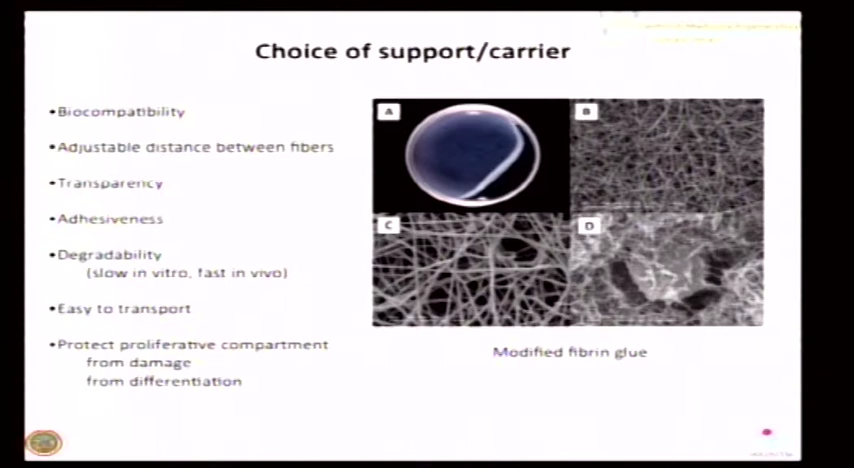 Choice of support/carrier
•Biocompatibility
•Adjustable distance between fibers
•Transparency
•Adhesiveness
•Degradability
(slow in vitro, fast in vivo)
•Easy to transport
•Protect proliferative compartment
from damage
from differentiation
A
B
C
D
Modified fibrin glue